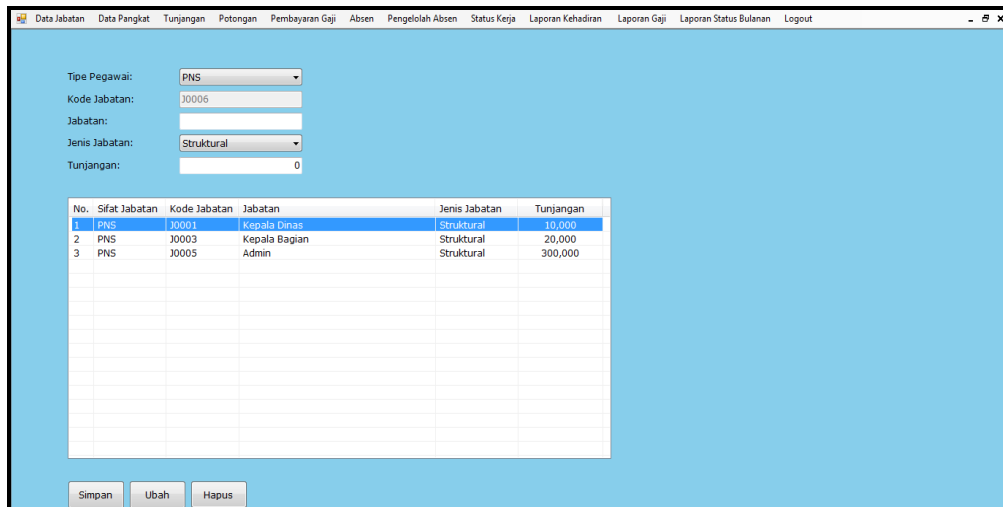 Data Jabatan Data Pangkat Tunjangan Potongan Pembayaran Gaji Absen Pengelolah Absen Status Kerja Laporan Kehadiran Laporan Gaji Laporan Status Bulanan Logout
Tipe Pegawai: PNS
Kode Jabatan: J0006
Jabatan:
Jenis Jabatan: Struktural
Tunjangan: 0
No. Sifat Jabatan Kode Jabatan Jabatan Jenis Jabatan Tunjangan
1 PNS J0001 Kepala Dinas Struktural 10,000
2 PNS J0003 Kepala Bagian Struktural 20,000
3 PNS J0005 Admin Struktural 300,000
Simpan Ubah Hapus